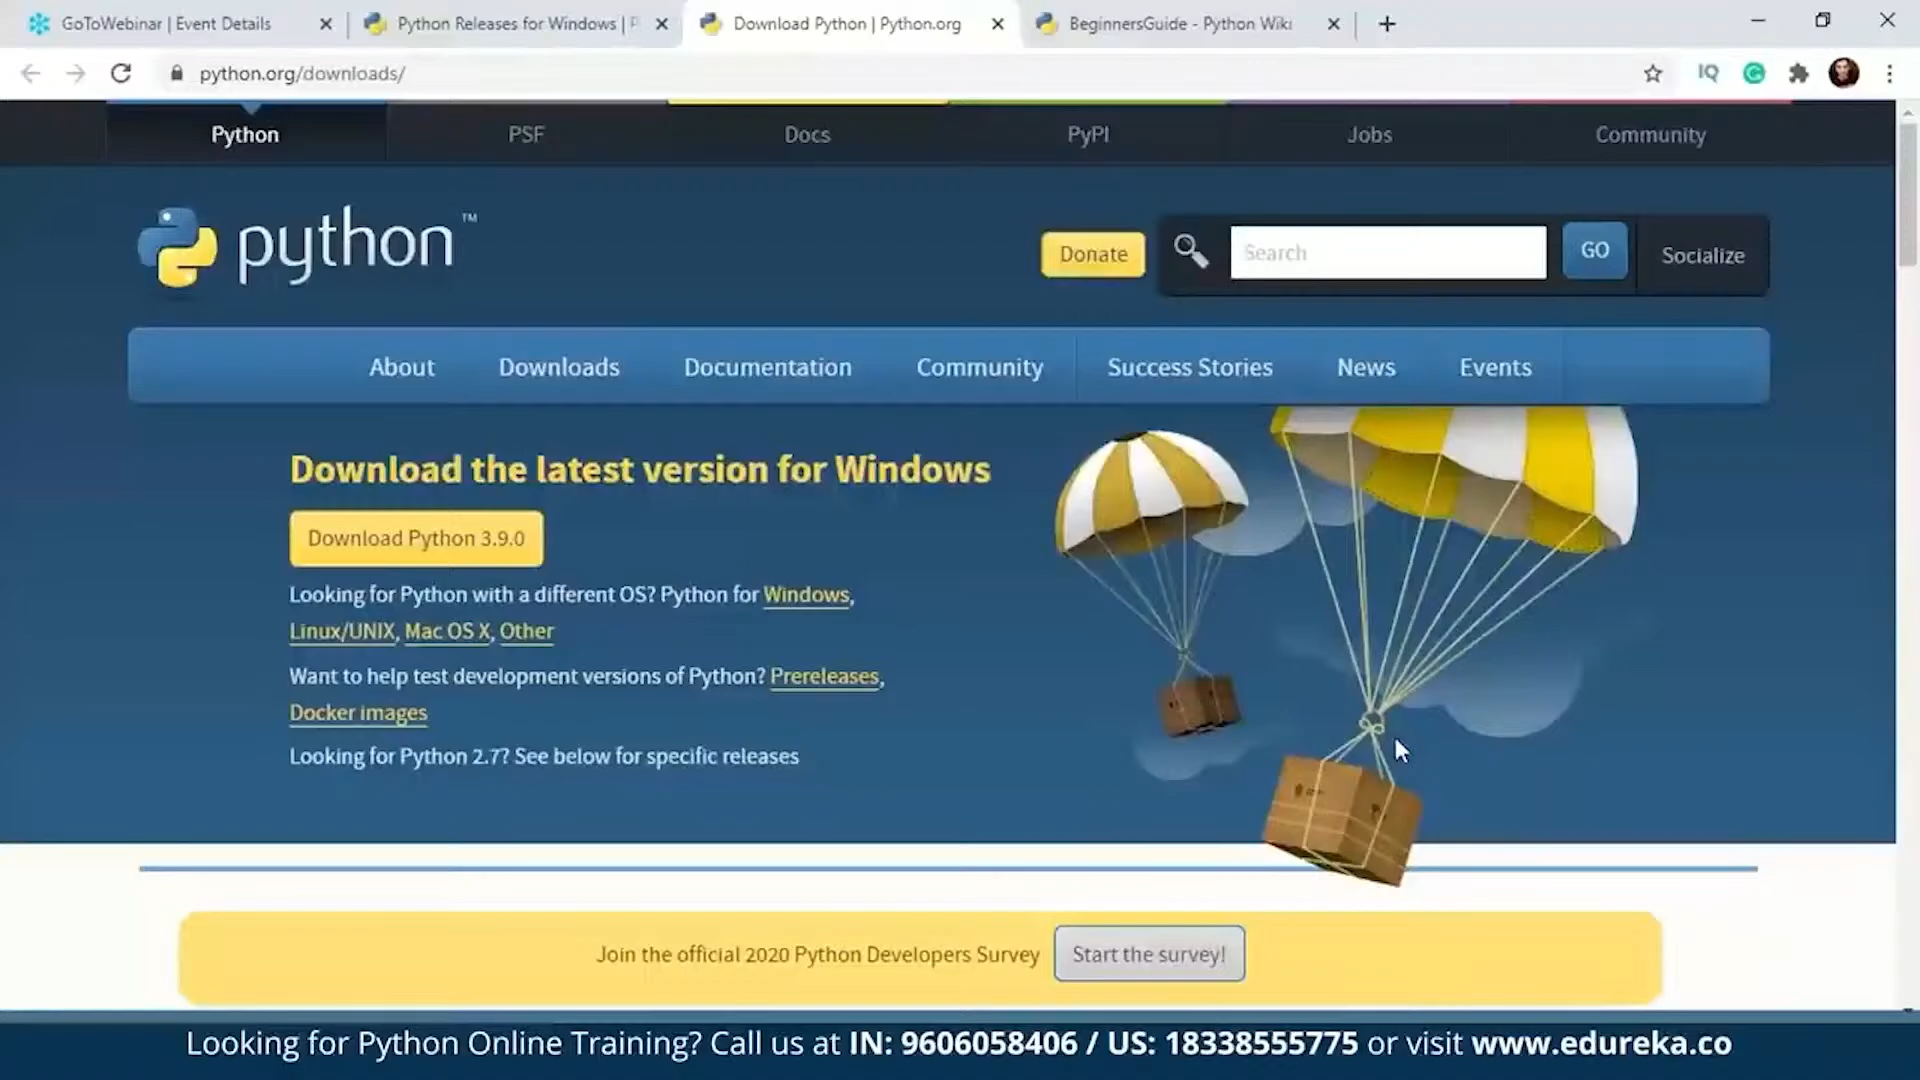 GoToWebinar | Event Details
Python Releases for Windows | P
Download Python | Python.org
BeginnersGuide - Python Wiki
python.org/downloads/
Python
PSF
Docs
PyPI
Jobs
Community
python™
Donate
Search
GO
Socialize
About
Downloads
Documentation
Community
Success Stories
News
Events
Download the latest version for Windows
Download Python 3.9.0
Looking for Python with a different OS? Python for Windows,
Linux/UNIX, Mac OS X, Other
Want to help test development versions of Python? Prereleases,
Docker images
Looking for Python 2.7? See below for specific releases
Join the official 2020 Python Developers Survey
Start the survey!
Looking for Python Online Training? Call us at IN: 9606058406 / US: 18338555775 or visit www.edureka.co